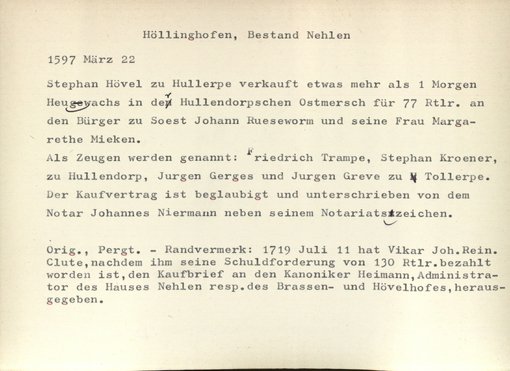 Höllinghofen, Bestand Nehlen
1597 März 22
Stephan Hövel zu Hullerpe verkauft etwas mehr als 1 Morgen
Heugewachs in der Hullendorpschen Ostmersch für 77 Rtlr. an
den Bürger zu Soest Johann Rueseworm und seine Frau Marga-
rethe Mieken.
Als Zeugen werden genannt: Friedrich Trampe, Stephan Kroener,
zu Hullendorp, Jurgen Gerges und Jurgen Greve zu Tollerpe.
Der Kaufvertrag ist beglaubigt und unterschrieben von dem
Notar Johannes Niermann neben seinem Notariatszeichen.
Orig., Pergt. - Randvermerk: 1719 Juli 11 hat Vikar Joh.Rein.
Clute,nachdem ihm seine Schuldforderung von 130 Rtlr.bezahlt
worden ist,den Kaufbrief an den Kanoniker Heimann,Administra-
tor des Hauses Nehlen resp.des Brassen- und Hövelhofes,heraus-
gegeben.